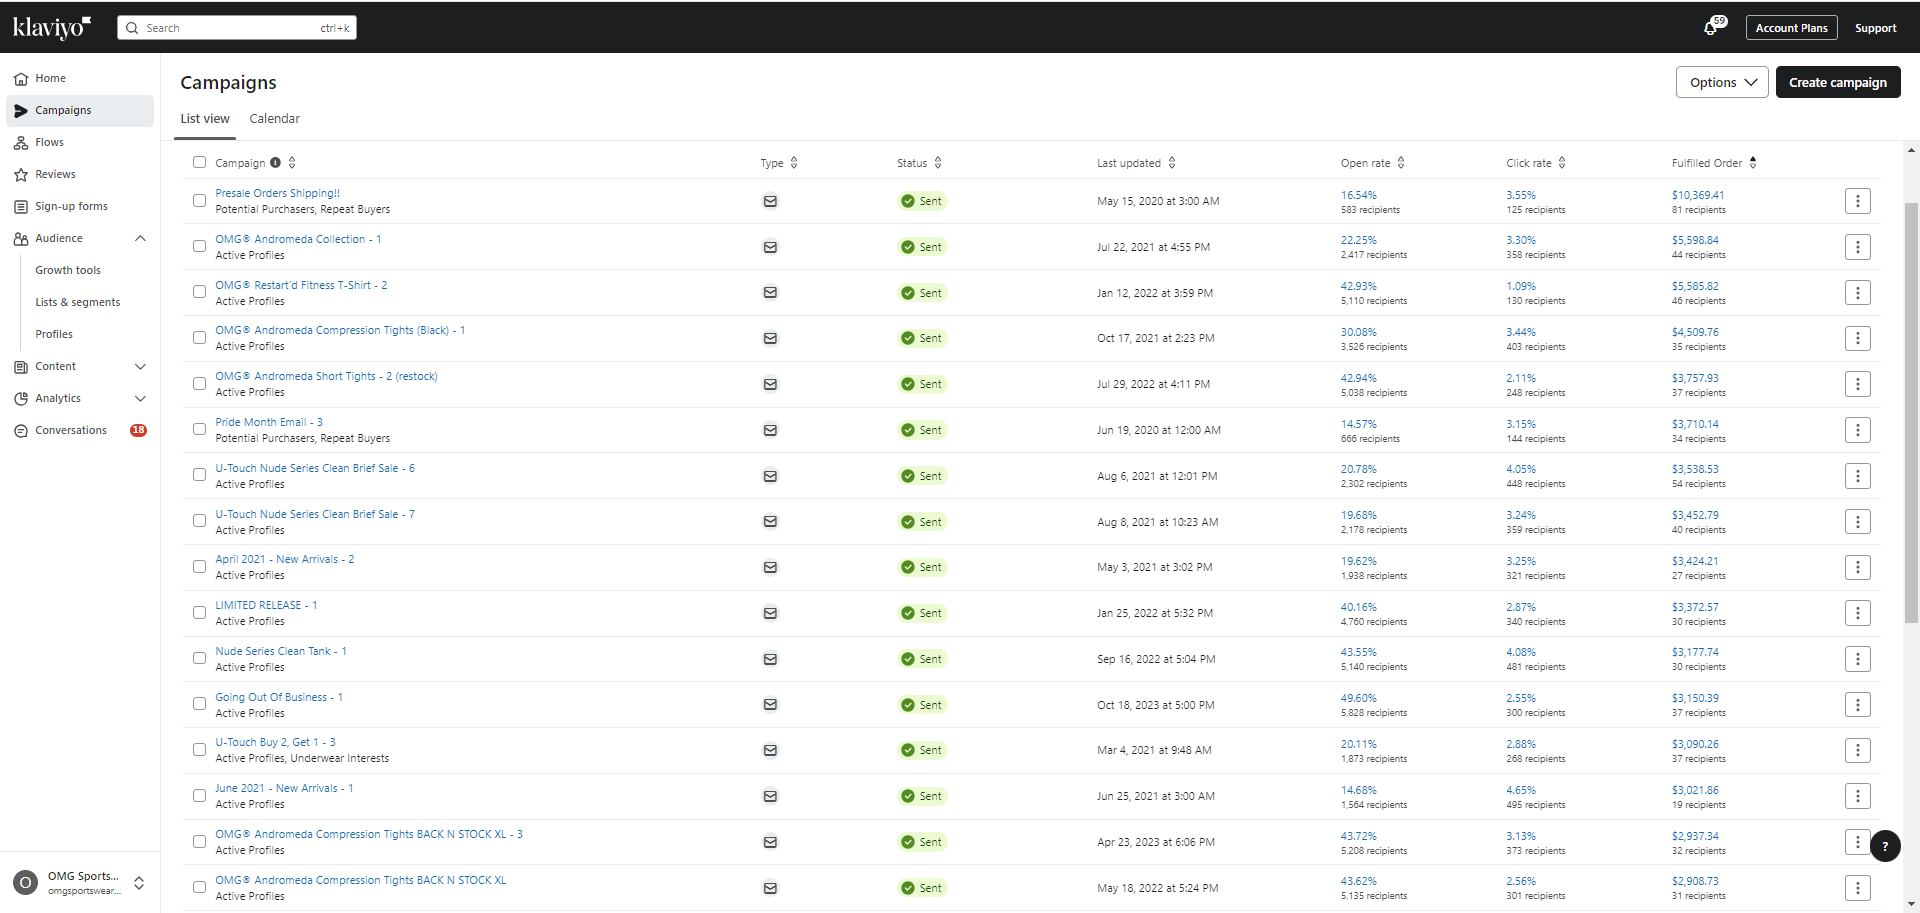 klaviyo
Search ctrl+k
59
Account Plans
Support
Home
Campaigns
Flows
Reviews
Sign-up forms
Audience
Growth tools
Lists & segments
Profiles
Content
Analytics
Conversations 18
O
OMG Sports...
omgsportswear...
Campaigns
Options
Create campaign
List view Calendar
Campaign i Type Status Last updated Open rate Click rate Fulfilled Order
Presale Orders Shipping!! Sent May 15, 2020 at 3:00 AM 16.54% 3.55% $10,369.41
Potential Purchasers, Repeat Buyers 583 recipients 125 recipients 81 recipients
OMG® Andromeda Collection - 1 Sent Jul 22, 2021 at 4:55 PM 22.25% 3.30% $5,598.84
Active Profiles 2,417 recipients 358 recipients 44 recipients
OMG® Restart'd Fitness T-Shirt - 2 Sent Jan 12, 2022 at 3:59 PM 42.93% 1.09% $5,585.82
Active Profiles 5,110 recipients 130 recipients 46 recipients
OMG® Andromeda Compression Tights (Black) - 1 Sent Oct 17, 2021 at 2:23 PM 30.08% 3.44% $4,509.76
Active Profiles 3,526 recipients 403 recipients 35 recipients
OMG® Andromeda Short Tights - 2 (restock) Sent Jul 29, 2022 at 4:11 PM 42.94% 2.11% $3,757.93
Active Profiles 5,038 recipients 248 recipients 37 recipients
Pride Month Email - 3 Sent Jun 19, 2020 at 12:00 AM 14.57% 3.15% $3,710.14
Potential Purchasers, Repeat Buyers 666 recipients 144 recipients 34 recipients
U-Touch Nude Series Clean Brief Sale - 6 Sent Aug 6, 2021 at 12:01 PM 20.78% 4.05% $3,538.53
Active Profiles 2,302 recipients 448 recipients 54 recipients
U-Touch Nude Series Clean Brief Sale - 7 Sent Aug 8, 2021 at 10:23 AM 19.68% 3.24% $3,452.79
Active Profiles 2,178 recipients 359 recipients 40 recipients
April 2021 - New Arrivals - 2 Sent May 3, 2021 at 3:02 PM 19.62% 3.25% $3,424.21
Active Profiles 1,938 recipients 321 recipients 27 recipients
LIMITED RELEASE - 1 Sent Jan 25, 2022 at 5:32 PM 40.16% 2.87% $3,372.57
Active Profiles 4,760 recipients 340 recipients 30 recipients
Nude Series Clean Tank - 1 Sent Sep 16, 2022 at 5:04 PM 43.55% 4.08% $3,177.74
Active Profiles 5,140 recipients 481 recipients 30 recipients
Going Out Of Business - 1 Sent Oct 18, 2023 at 5:00 PM 49.60% 2.55% $3,150.39
Active Profiles 5,828 recipients 300 recipients 37 recipients
U-Touch Buy 2, Get 1 - 3 Sent Mar 4, 2021 at 9:48 AM 20.11% 2.88% $3,090.26
Active Profiles, Underwear Interests 1,873 recipients 268 recipients 37 recipients
June 2021 - New Arrivals - 1 Sent Jun 25, 2021 at 3:00 AM 14.68% 4.65% $3,021.86
Active Profiles 1,564 recipients 495 recipients 19 recipients
OMG® Andromeda Compression Tights BACK N STOCK XL - 3 Sent Apr 23, 2023 at 6:06 PM 43.72% 3.13% $2,937.34
Active Profiles 5,208 recipients 373 recipients 32 recipients
?
OMG® Andromeda Compression Tights BACK N STOCK XL Sent May 18, 2022 at 5:24 PM 43.62% 2.56% $2,908.73
Active Profiles 5,135 recipients 301 recipients 31 recipients